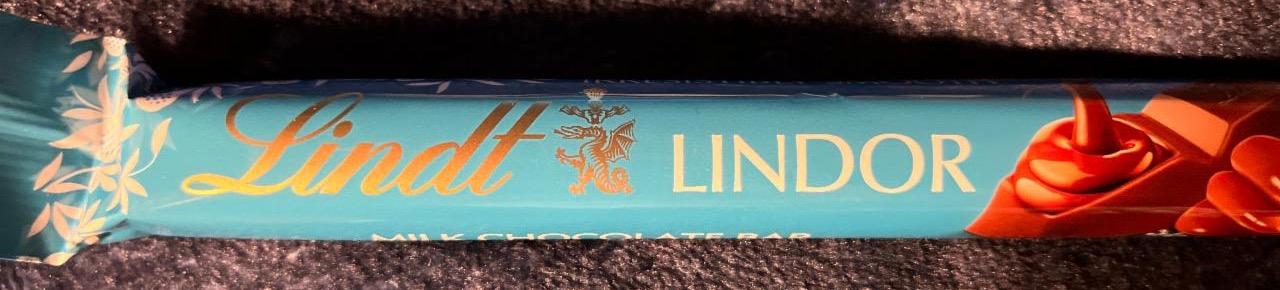 Lindt LINDOR
MILK CHOCOLATE BAR